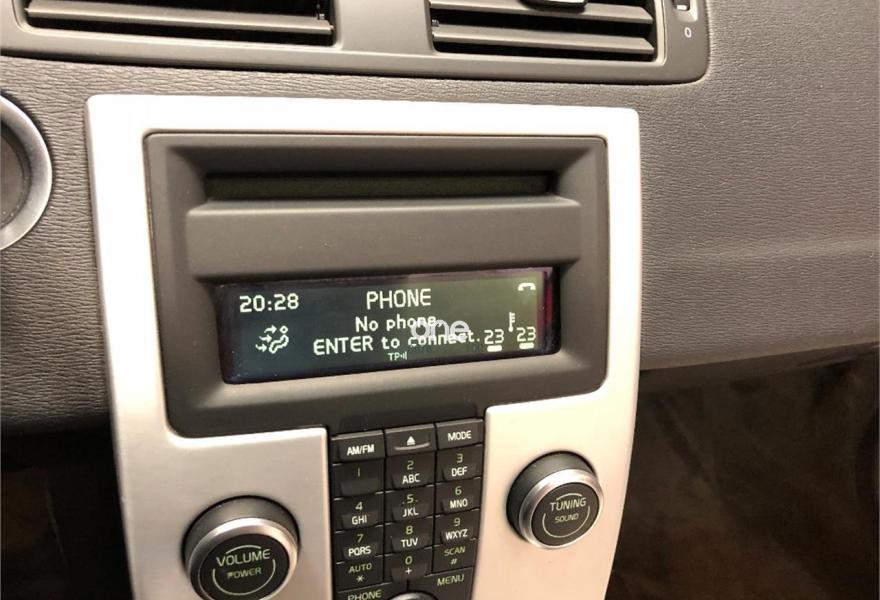 0
20:28
PHONE
No phone.
ENTER to connect.
23 23
TP
one
AM/FM
MODE
1
2
ABC
3
DEF
4
GHI
5
JKL
6
MNO
7
PQRS
8
TUV
9
WXYZ
AUTO
*
0
+
SCAN
#
PHONE
MENU
VOLUME
POWER
TUNING
SOUND